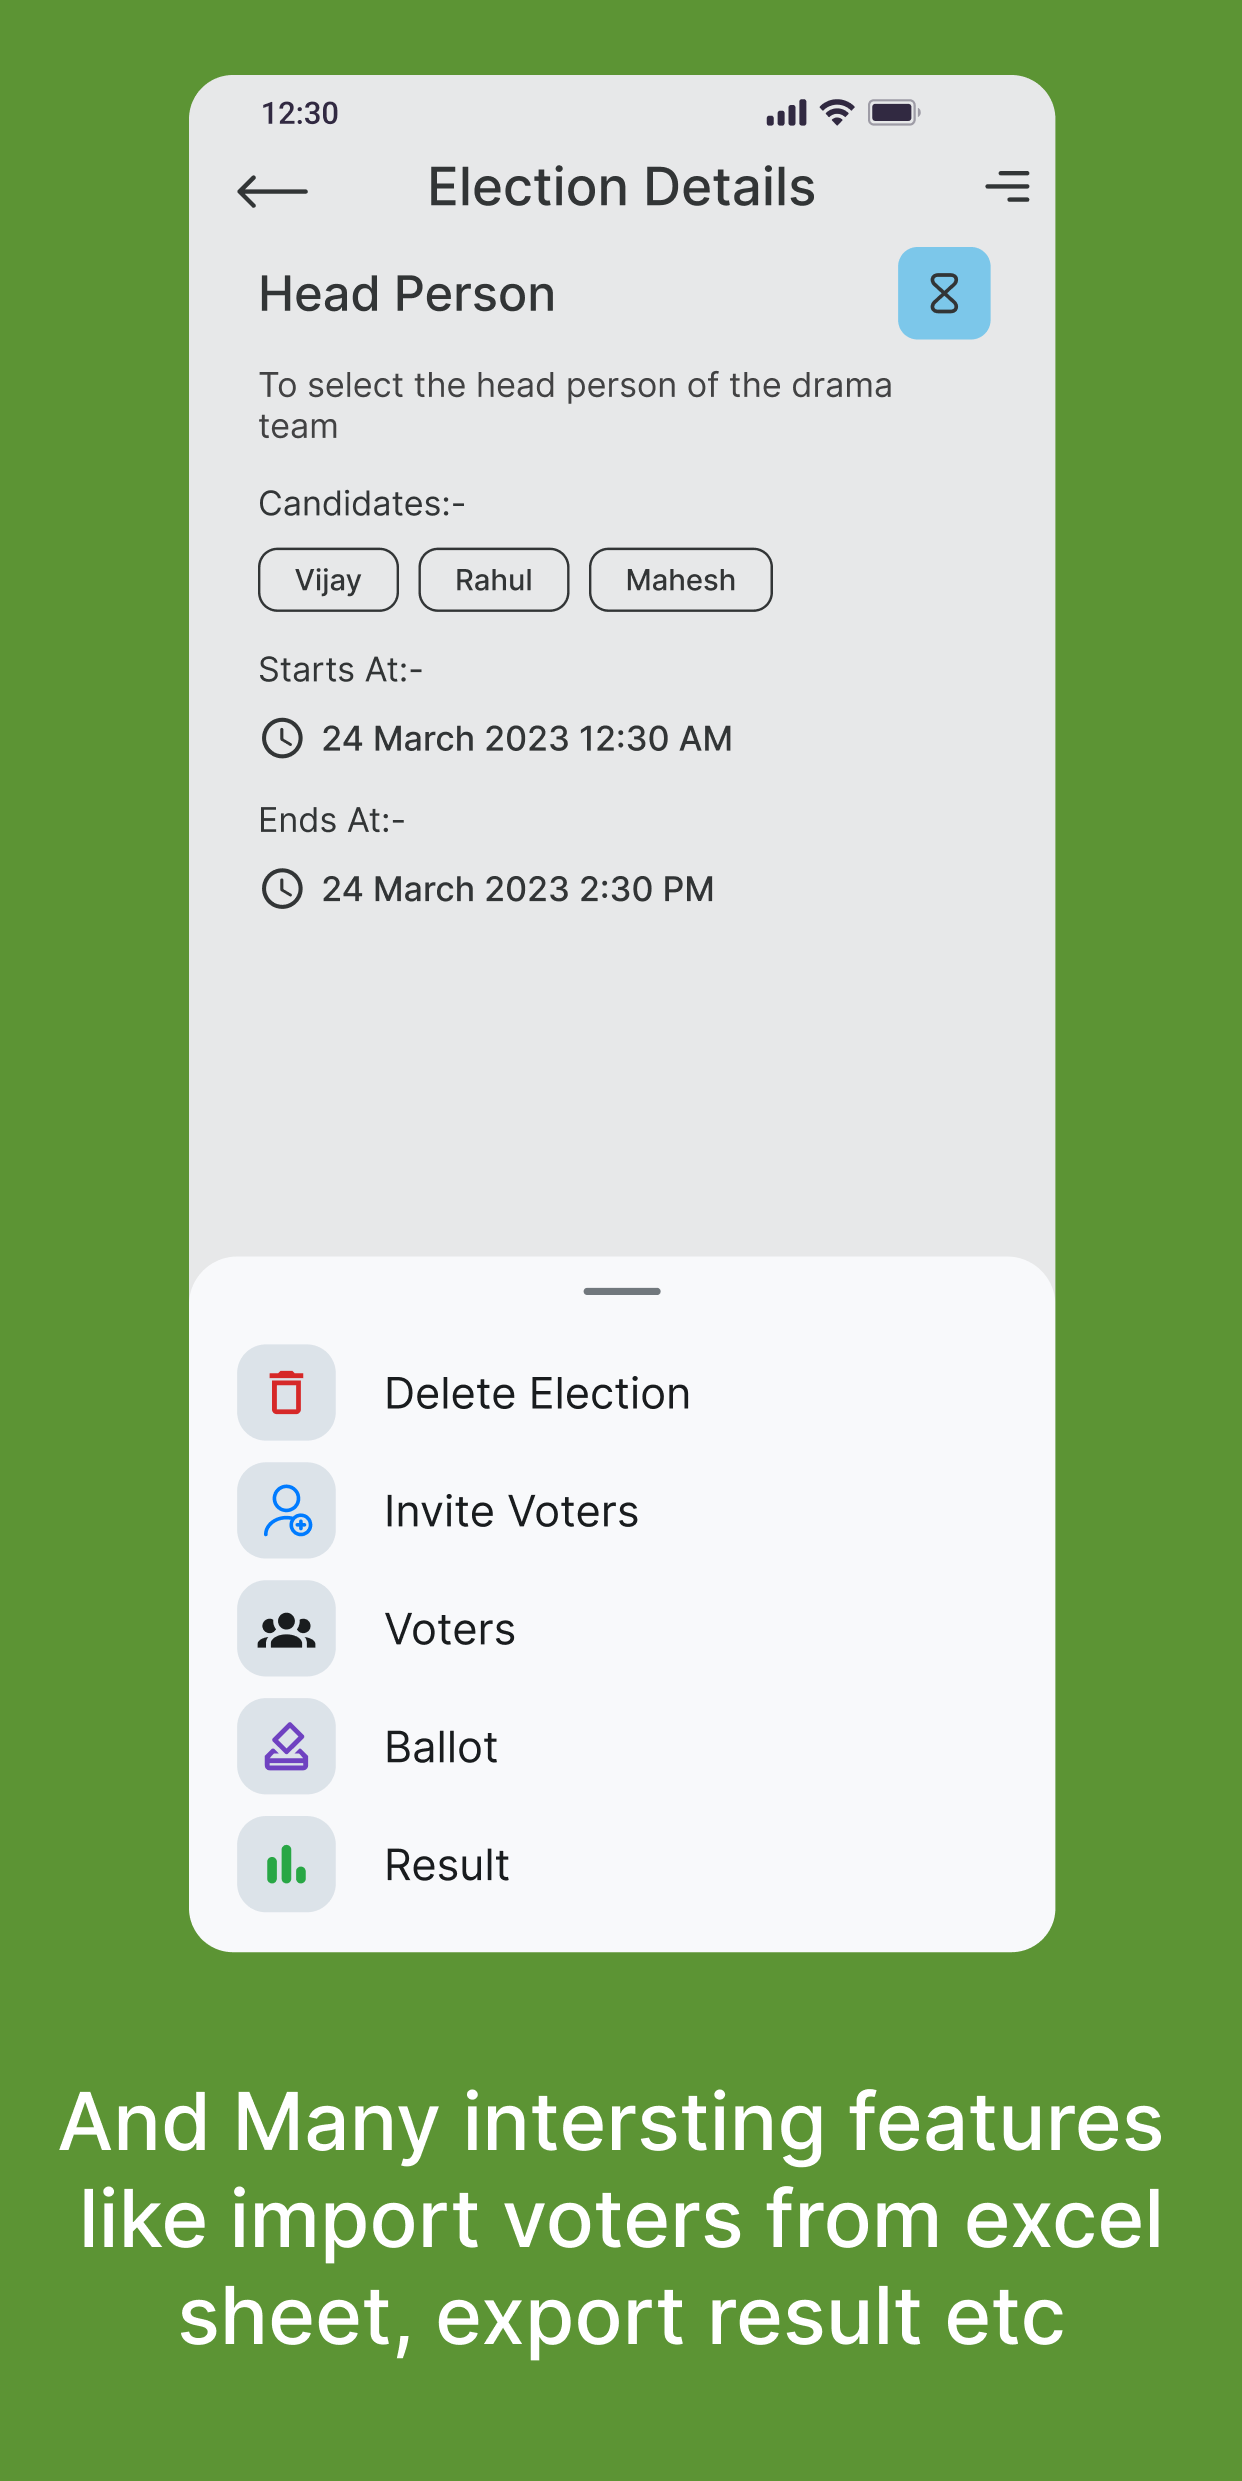 12:30
Election Details
Head Person
To select the head person of the drama
team
Candidates:-
Vijay Rahul Mahesh
Starts At:-
24 March 2023 12:30 AM
Ends At:-
24 March 2023 2:30 PM
Delete Election
Invite Voters
Voters
Ballot
Result
And Many intersting features
like import voters from excel
sheet, export result etc